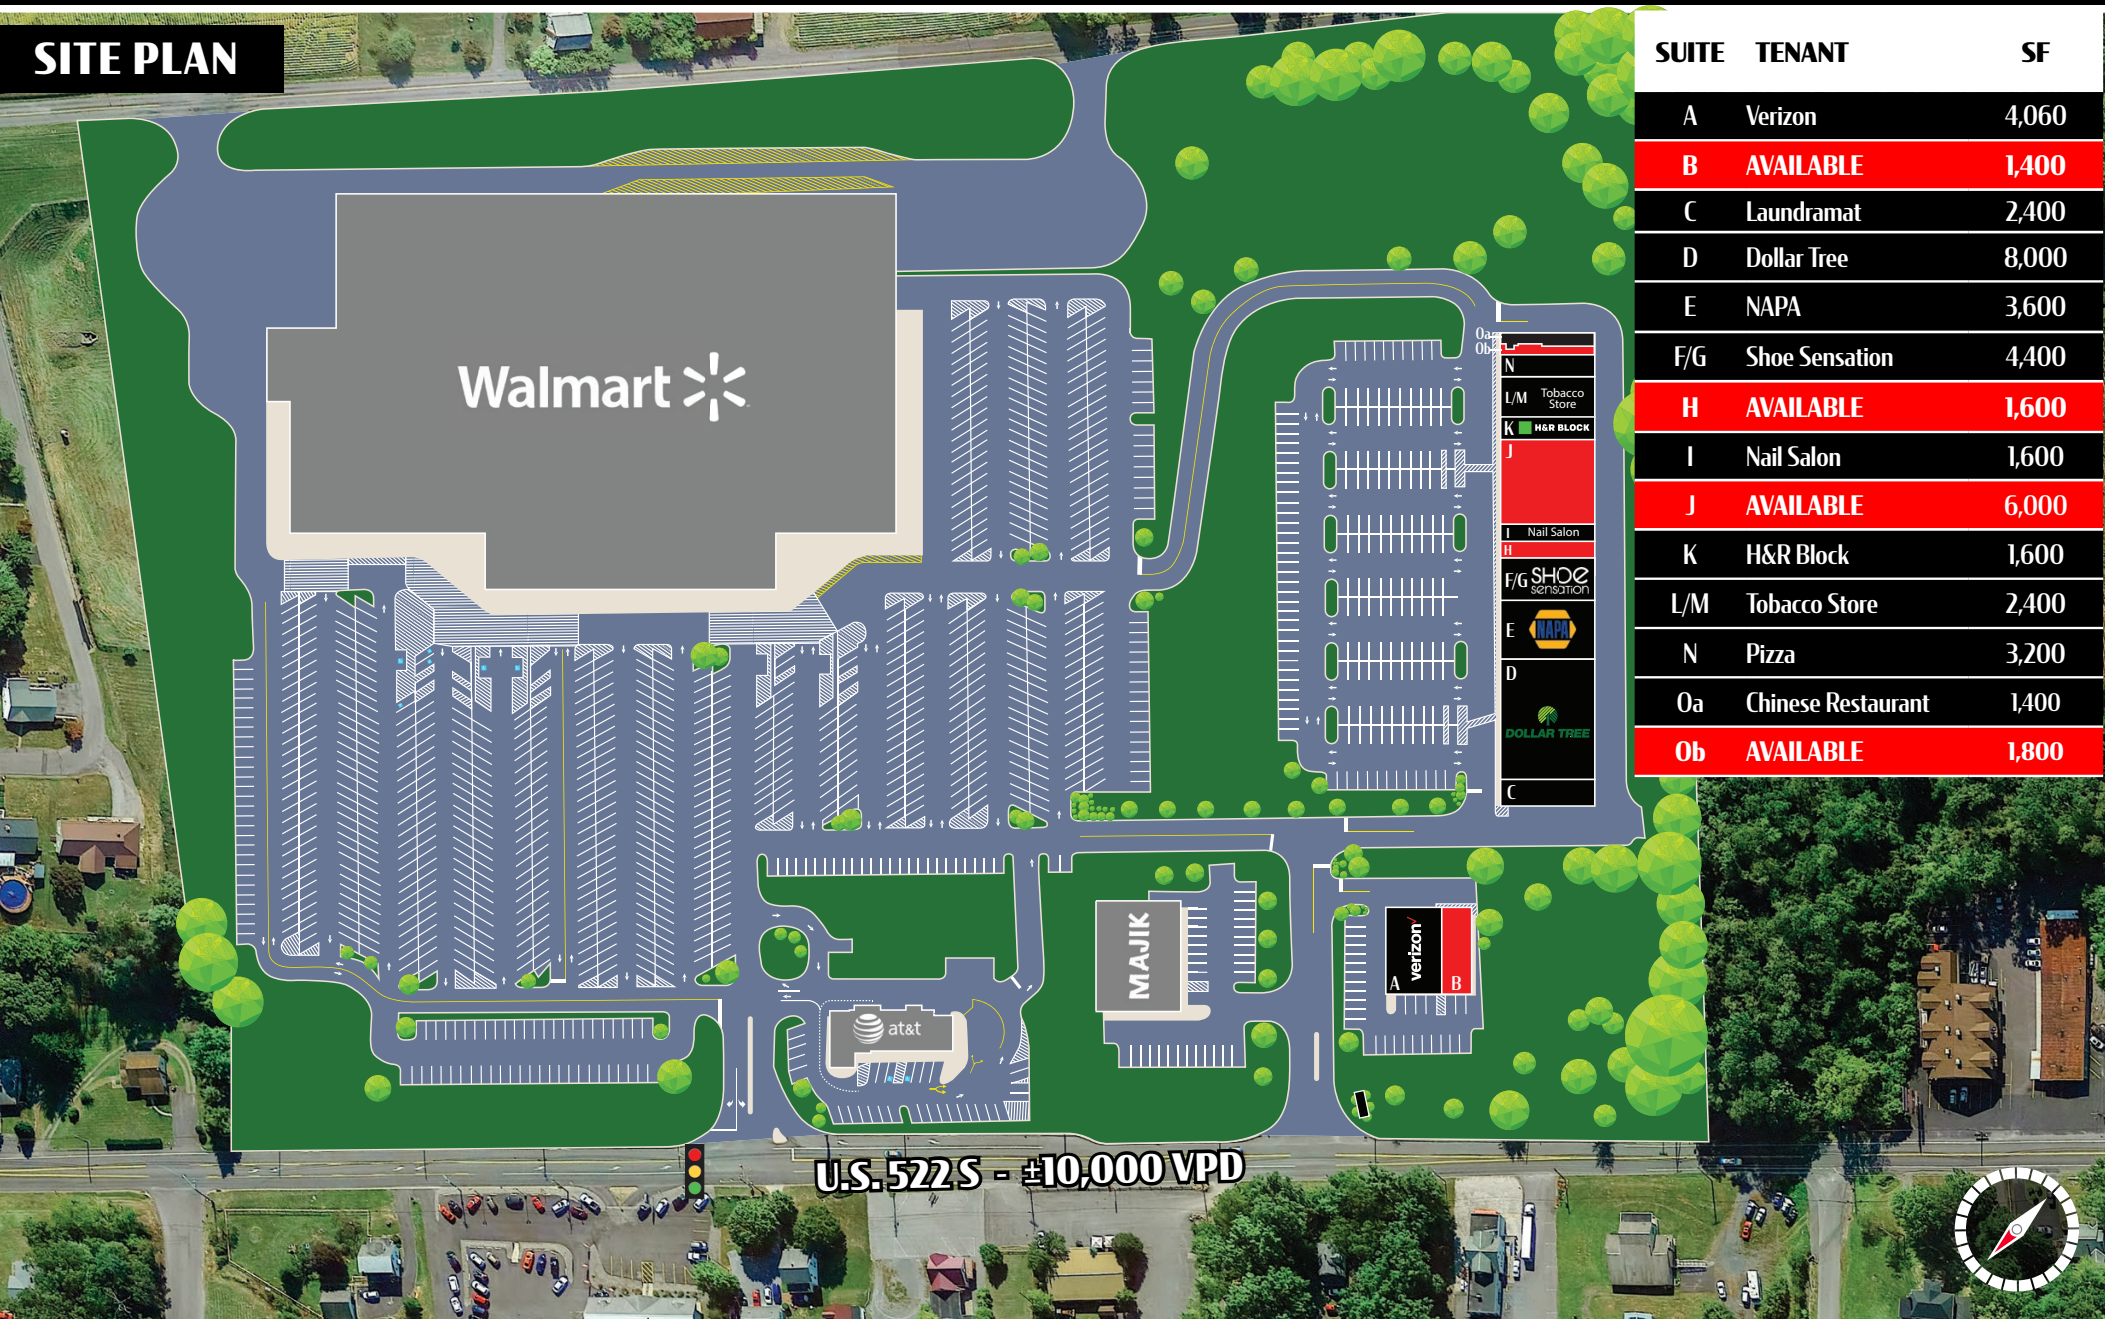 SITE PLAN
SUITE TENANT SF
A Verizon 4,060
B AVAILABLE 1,400
C Laundramat 2,400
D Dollar Tree 8,000
E NAPA 3,600
F/G Shoe Sensation 4,400
H AVAILABLE 1,600
I Nail Salon 1,600
J AVAILABLE 6,000
K H&R Block 1,600
L/M Tobacco Store 2,400
N Pizza 3,200
Oa Chinese Restaurant 1,400
Ob AVAILABLE 1,800
Walmart
Oa
Ob
N
L/M Tobacco
Store
K H&R BLOCK
J
I Nail Salon
H
F/G SHOE
sensation
E NAPA
D
DOLLAR TREE
C
MAJIK
verizon
A B
at&t
U.S. 522 S - ±10,000 VPD